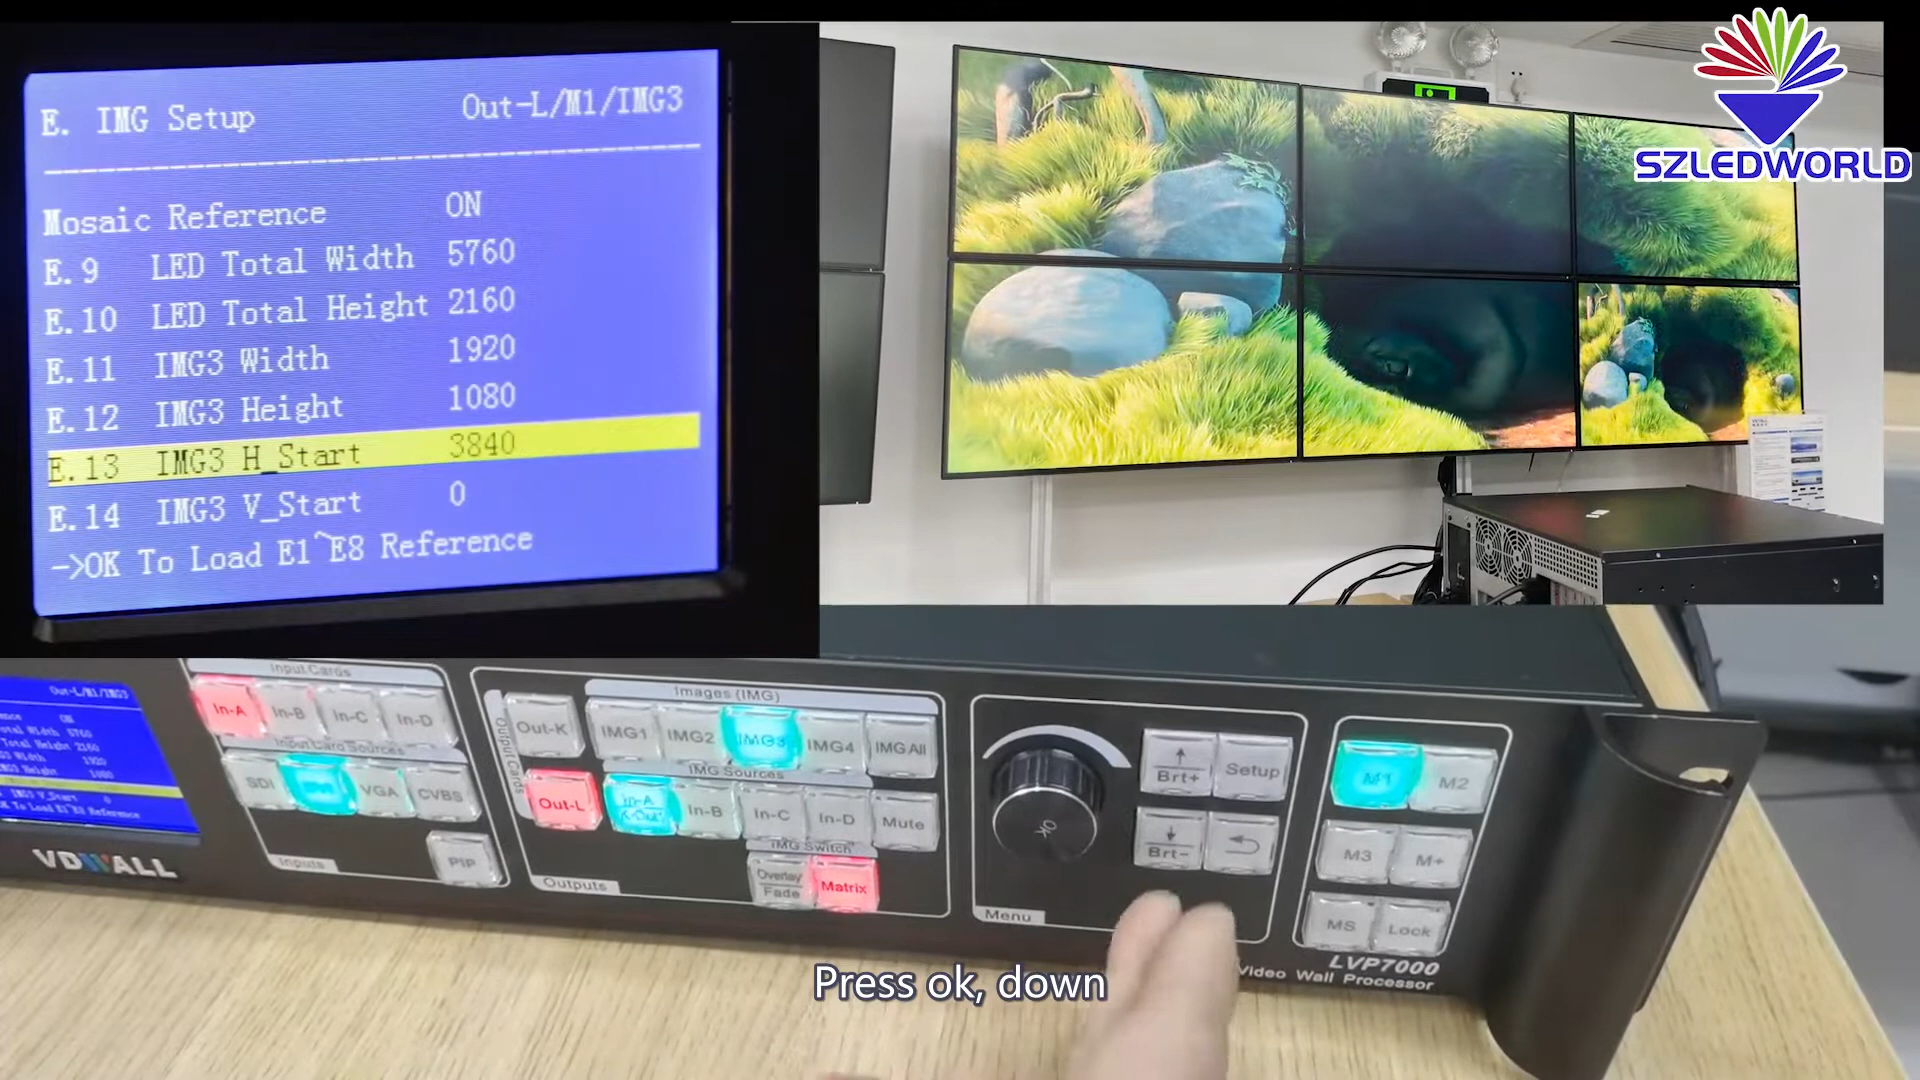 E. IMG Setup Out-L/M1/IMG3
Mosaic Reference ON
E.9 LED Total Width 5760
E.10 LED Total Height 2160
E.11 IMG3 Width 1920
E.12 IMG3 Height 1080
E.13 IMG3 H_Start 3840
E.14 IMG3 V_Start 0
->OK To Load E1~E8 Reference
SZLEDWORLD
Input Cards
In-A In-B In-C In-D
Input Card Sources
SDI VGA CVBS
PIP
Inputs
VDWALL
Output Cards
Out-K
Out-L
Images (IMG)
IMG1 IMG2 IMG3 IMG4 IMG All
IMG Sources
In-A
K-Out
In-B In-C In-D Mute
IMG Switch
Overlay
Fade
Matrix
Outputs
OK
Brt+ Setup
Brt-
Menu
M1 M2
M3 M+
MS Lock
LVP7000
Video Wall Processor
Press ok, down